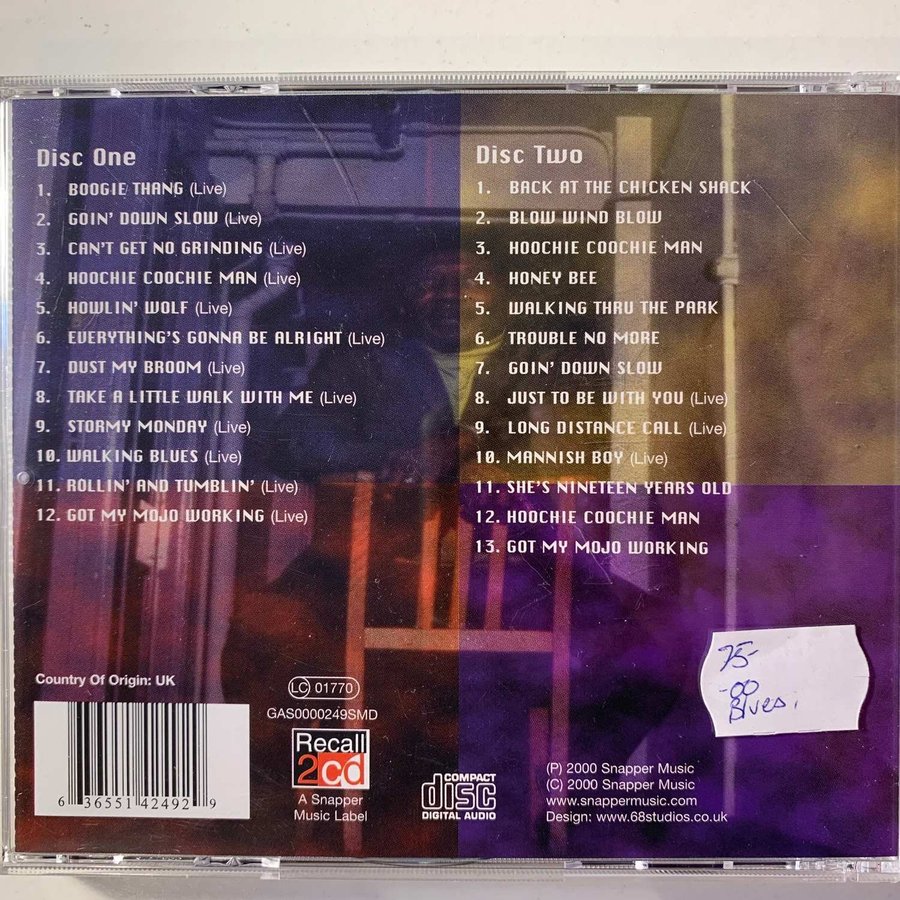 Disc One
1. BOOGIE THANG (Live)
2. GOIN' DOWN SLOW (Live)
3. CAN'T GET NO GRINDING (Live)
4. HOOCHIE COOCHIE MAN (Live)
5. HOWLIN' WOLF (Live)
6. EVERYTHING'S GONNA BE ALRIGHT (Live)
7. DUST MY BROOM (Live)
8. TAKE A LITTLE WALK WITH ME (Live)
9. STORMY MONDAY (Live)
10. WALKING BLUES (Live)
11. ROLLIN' AND TUMBLIN' (Live)
12. GOT MY MOJO WORKING (Live)
Disc Two
1. BACK AT THE CHICKEN SHACK
2. BLOW WIND BLOW
3. HOOCHIE COOCHIE MAN
4. HONEY BEE
5. WALKING THRU THE PARK
6. TROUBLE NO MORE
7. GOIN' DOWN SLOW
8. JUST TO BE WITH YOU (Live)
9. LONG DISTANCE CALL (Live)
10. MANNISH BOY (Live)
11. SHE'S NINETEEN YEARS OLD
12. HOOCHIE COOCHIE MAN
13. GOT MY MOJO WORKING
75-
-00
Blues.
Country Of Origin: UK
6 36551 42492 9
LC 01770
GAS0000249SMD
Recall
2cd
A Snapper
Music Label
COMPACT
disc
DIGITAL AUDIO
(P) 2000 Snapper Music
(C) 2000 Snapper Music
www.snappermusic.com
Design: www.68studios.co.uk